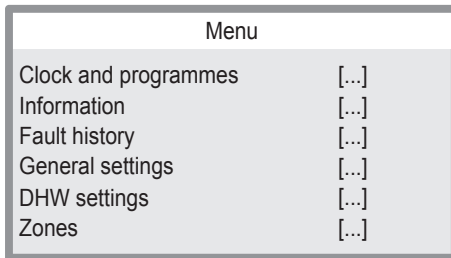 Menu
Clock and programmes [...]
Information [...]
Fault history [...]
General settings [...]
DHW settings [...]
Zones [...]